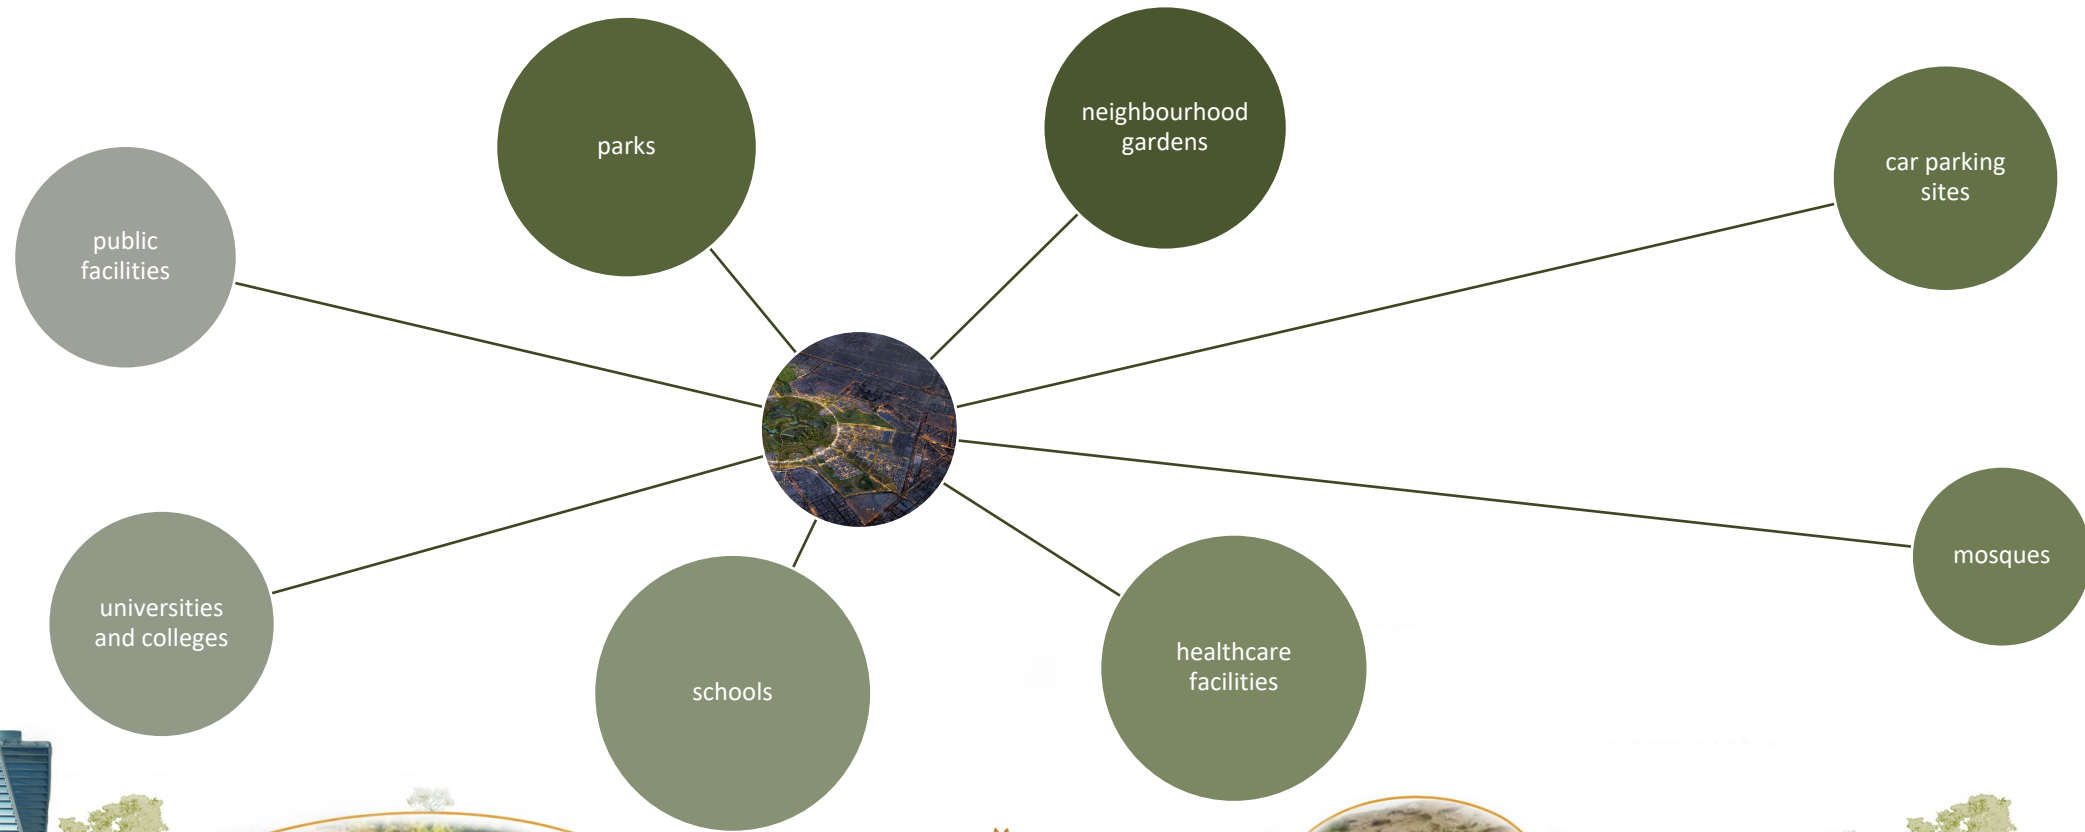 parks
neighbourhood
gardens
car parking
sites
public
facilities
mosques
universities
and colleges
schools
healthcare
facilities